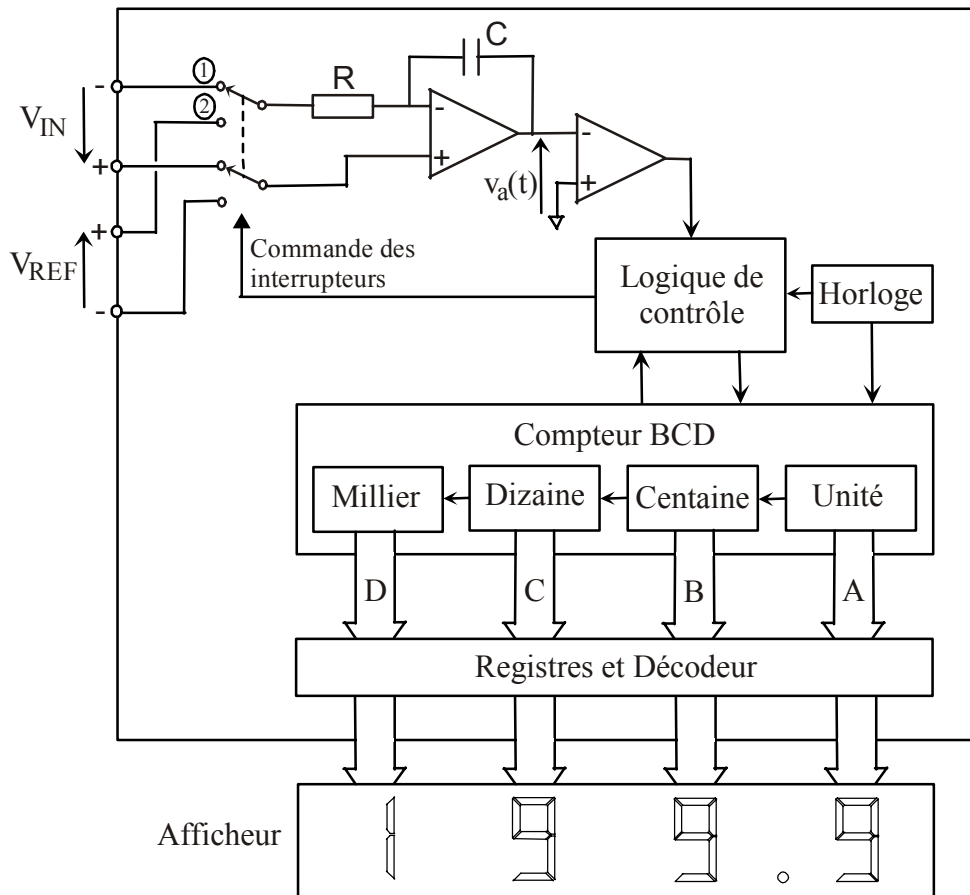 C
R
①
②
-
V_IN
+
+
V_REF
-
-
+
-
+
v_a(t)
Commande des
interrupteurs
Logique de
contrôle
Horloge
Compteur BCD
Millier
Dizaine
Centaine
Unité
D
C
B
A
Registres et Décodeur
Afficheur
1 9 9 . 9